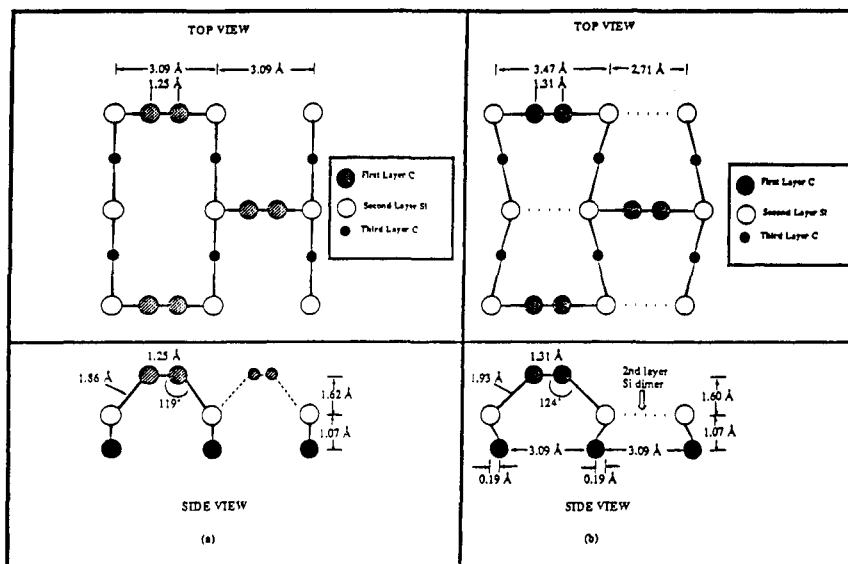 TOP VIEW
3.09 Å
3.09 Å
1.25 Å
First Layer C
Second Layer Si
Third Layer C
1.25 Å
1.86 Å
119°
1.62 Å
1.07 Å
SIDE VIEW
(a)
TOP VIEW
3.47 Å
2.71 Å
1.31 Å
First Layer C
Second Layer Si
Third Layer C
1.31 Å
1.93 Å
124°
2nd layer
Si dimer
1.60 Å
1.07 Å
3.09 Å
3.09 Å
0.19 Å
0.19 Å
SIDE VIEW
(b)